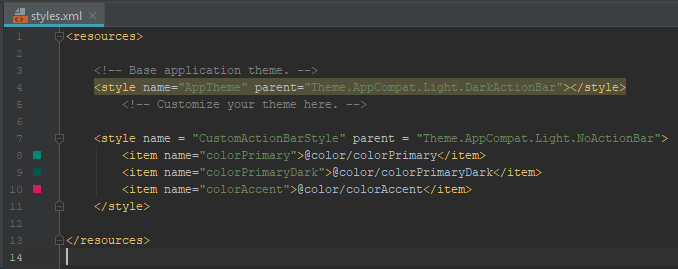 styles.xml
1 <resources>
2
3 <!-- Base application theme. -->
4 <style name="AppTheme" parent="Theme.AppCompat.Light.DarkActionBar"></style>
5 <!-- Customize your theme here. -->
6
7 <style name = "CustomActionBarStyle" parent = "Theme.AppCompat.Light.NoActionBar">
8 <item name="colorPrimary">@color/colorPrimary</item>
9 <item name="colorPrimaryDark">@color/colorPrimaryDark</item>
10 <item name="colorAccent">@color/colorAccent</item>
11 </style>
12
13 </resources>
14